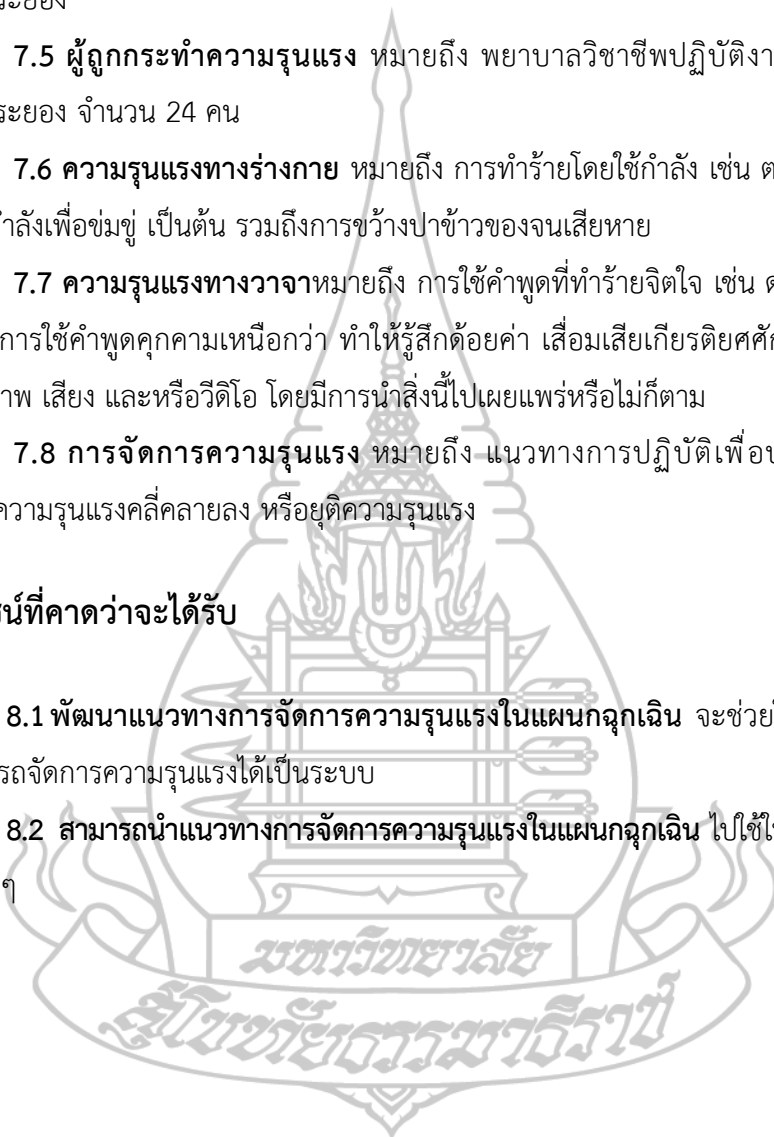 ระยอง
7.5 ผู้ถูกกระทำความรุนแรง หมายถึง พยาบาลวิชาชีพปฏิบัติงา
ระยอง จำนวน 24 คน
7.6 ความรุนแรงทางร่างกาย หมายถึง การทำร้ายโดยใช้กำลัง เช่น ต
กำลังเพื่อข่มขู่ เป็นต้น รวมถึงการขว้างปาข้าวของจนเสียหาย
7.7 ความรุนแรงทางวาจาหมายถึง การใช้คำพูดที่ทำร้ายจิตใจ เช่น ด
การใช้คำพูดคุกคามเหนือกว่า ทำให้รู้สึกด้อยค่า เสื่อมเสียเกียรติยศศัก
าพ เสียง และหรือวีดิโอ โดยมีการนำสิ่งนี้ไปเผยแพร่หรือไม่ก็ตาม
7.8 การจัดการความรุนแรง หมายถึง แนวทางการปฏิบัติเพื่อบ
ความรุนแรงคลี่คลายลง หรือยุติความรุนแรง
ชน์ที่คาดว่าจะได้รับ
8.1 พัฒนาแนวทางการจัดการความรุนแรงในแผนกฉุกเฉิน จะช่วยใ
รถจัดการความรุนแรงได้เป็นระบบ
8.2 สามารถนำแนวทางการจัดการความรุนแรงในแผนกฉุกเฉิน ไปใช้ใ
ๆ
มหาวิทยาลัย
สุโขทัยธรรมาธิราช